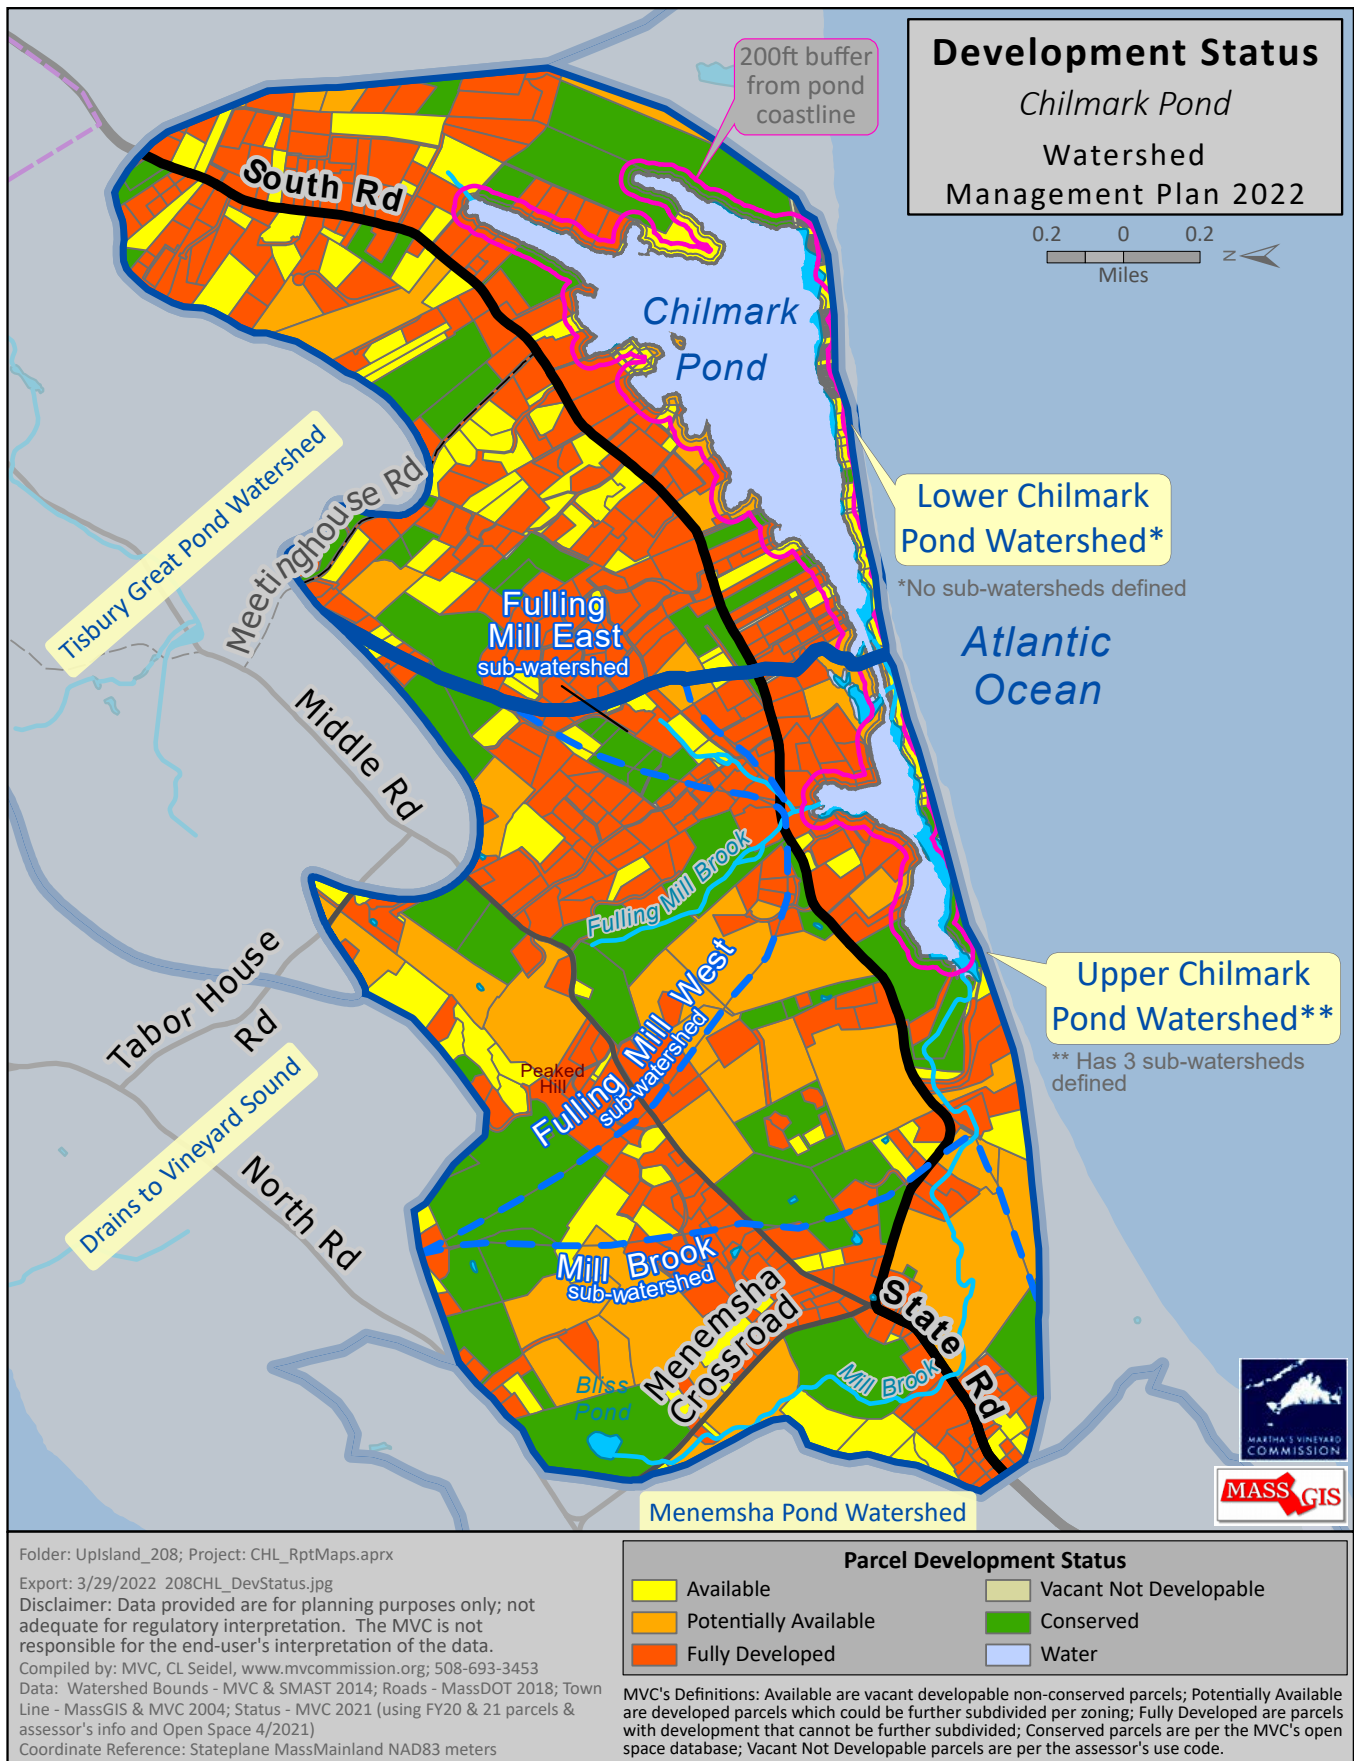 Development Status
Chilmark Pond
Watershed
Management Plan 2022
0.2 0 0.2
Miles
N
200ft buffer
from pond
coastline
South Rd
Chilmark
Pond
Tisbury Great Pond Watershed
Meetinghouse Rd
Lower Chilmark
Pond Watershed*
*No sub-watersheds defined
Fulling
Mill East
sub-watershed
Atlantic
Ocean
Middle Rd
Fulling Mill Brook
Tabor House
Rd
Fulling Mill West
sub-watershed
Upper Chilmark
Pond Watershed**
** Has 3 sub-watersheds
defined
Peaked
Hill
Drains to Vineyard Sound
North Rd
Mill Brook
sub-watershed
Menemsha
Crossroad
State Rd
Mill Brook
Bliss
Pond
MARTHA'S VINEYARD
COMMISSION
MASS GIS
Menemsha Pond Watershed
Folder: UpIsland_208; Project: CHL_RptMaps.aprx
Export: 3/29/2022 208CHL_DevStatus.jpg
Disclaimer: Data provided are for planning purposes only; not
adequate for regulatory interpretation. The MVC is not
responsible for the end-user's interpretation of the data.
Compiled by: MVC, CL Seidel, www.mvcommission.org; 508-693-3453
Data: Watershed Bounds - MVC & SMAST 2014; Roads - MassDOT 2018; Town
Line - MassGIS & MVC 2004; Status - MVC 2021 (using FY20 & 21 parcels &
assessor's info and Open Space 4/2021)
Coordinate Reference: Stateplane MassMainland NAD83 meters
Parcel Development Status
Available
Potentially Available
Fully Developed
Vacant Not Developable
Conserved
Water
MVC's Definitions: Available are vacant developable non-conserved parcels; Potentially Available
are developed parcels which could be further subdivided per zoning; Fully Developed are parcels
with development that cannot be further subdivided; Conserved parcels are per the MVC's open
space database; Vacant Not Developable parcels are per the assessor's use code.